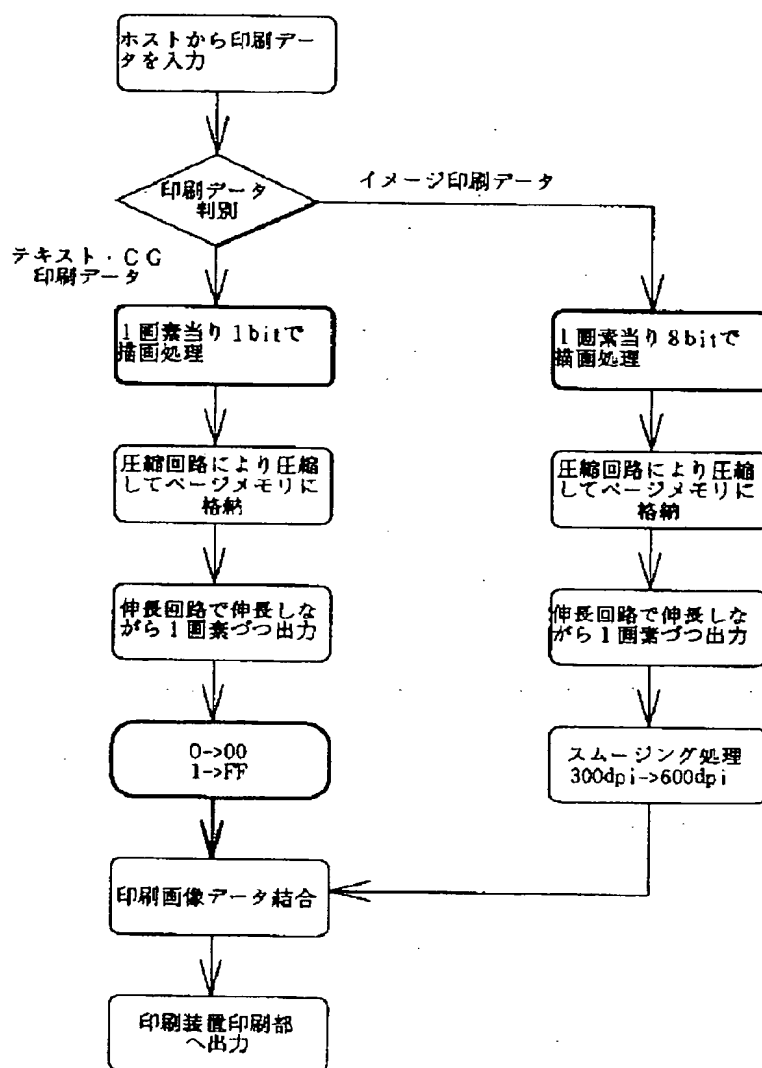 ホストから印刷デー
タを入力
印刷データ
判別
イメージ印刷データ
テキスト・CG
印刷データ
1画素当り1bitで
描画処理
1画素当り8bitで
描画処理
圧縮回路により圧縮
してページメモリに
格納
圧縮回路により圧縮
してページメモリに
格納
伸長回路で伸長しな
がら1画素づつ出力
伸長回路で伸長しな
がら1画素づつ出力
0->00
1->FF
スムージング処理
300dpi->600dpi
印刷画像データ結合
印刷装置印刷部
へ出力